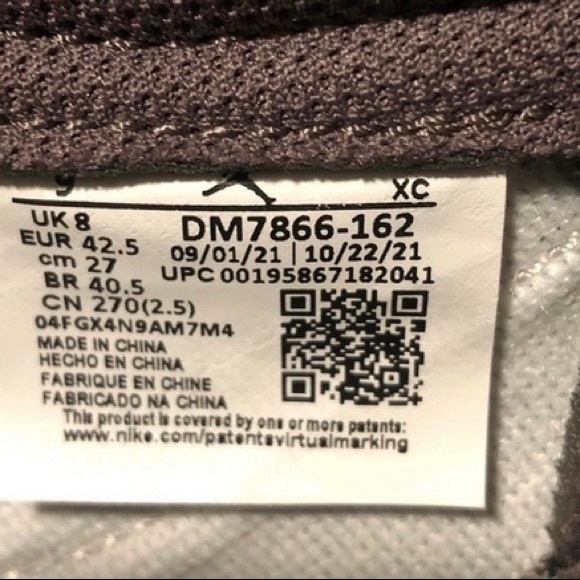 9 XC
UK 8 DM7866-162
EUR 42.5 09/01/21 | 10/22/21
cm 27 UPC 00195867182041
BR 40.5
CN 270(2.5)
04FGX4N9AM7M4
MADE IN CHINA
HECHO EN CHINA
FABRIQUE EN CHINE
FABRICADO NA CHINA
This product is covered by one or more patents:
www.nike.com/patentsvirtualmarking